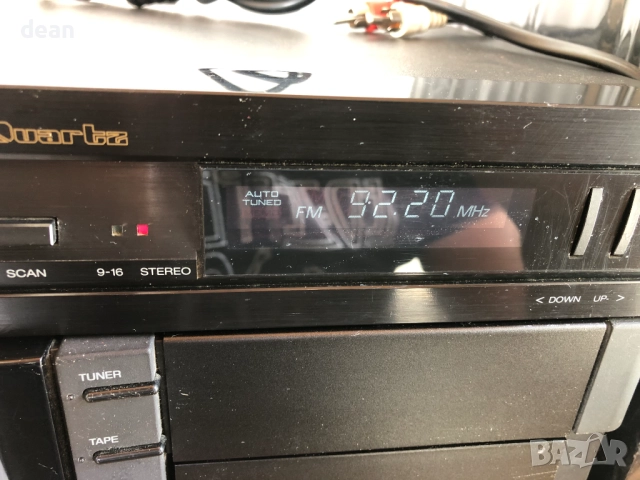 dean
Quartz
AUTO
TUNED
FM 92.20 MHz
SCAN 9-16 STEREO
< DOWN UP >
TUNER
TAPE
BAZAR